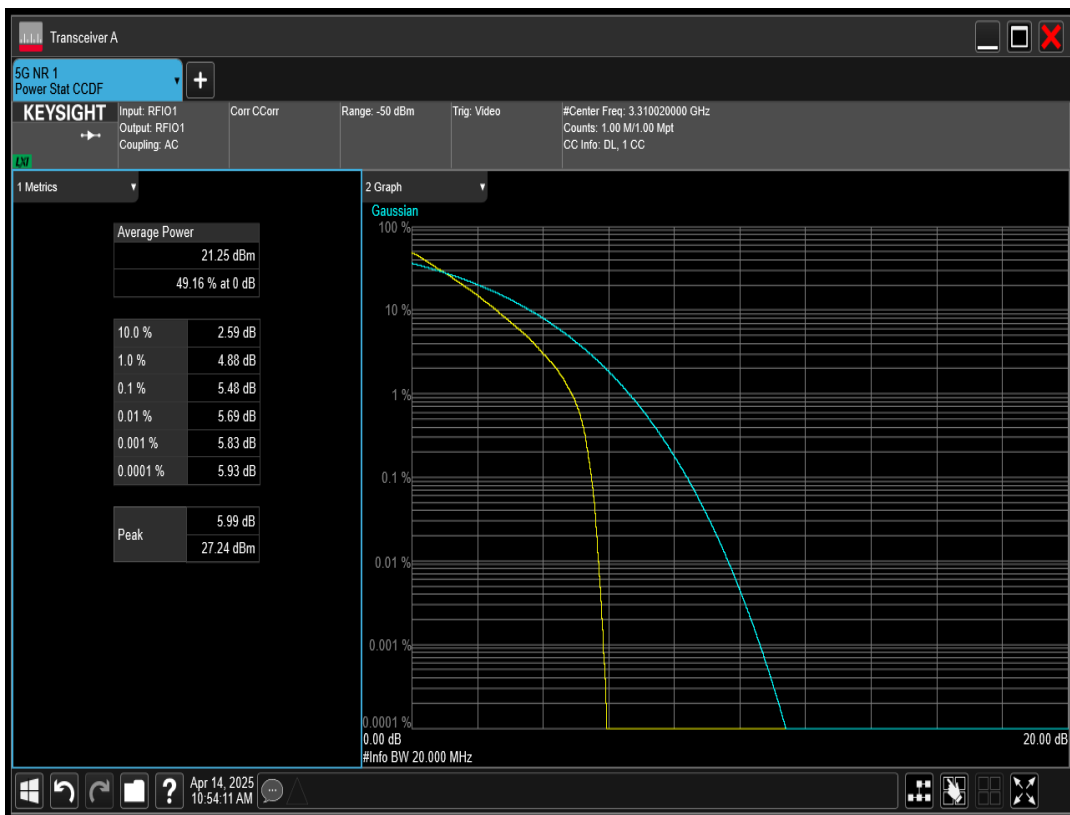 Transceiver A
5G NR 1
Power Stat CCDF
+
KEYSIGHT
LXI
Input: RFIO1
Output: RFIO1
Coupling: AC
Corr CCorr
Range: -50 dBm
Trig: Video
#Center Freq: 3.310020000 GHz
Counts: 1.00 M/1.00 Mpt
CC Info: DL, 1 CC
1 Metrics
Average Power
21.25 dBm
49.16 % at 0 dB
10.0 % 2.59 dB
1.0 % 4.88 dB
0.1 % 5.48 dB
0.01 % 5.69 dB
0.001 % 5.83 dB
0.0001 % 5.93 dB
Peak
5.99 dB
27.24 dBm
2 Graph
Gaussian
100 %
10 %
1 %
0.1 %
0.01 %
0.001 %
0.0001 %
0.00 dB 20.00 dB
#Info BW 20.000 MHz
?
Apr 14, 2025
10:54:11 AM